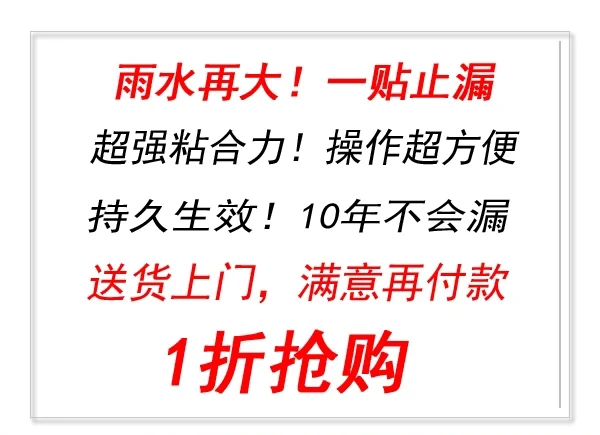 雨水再大！一贴止漏
超强粘合力！操作超方便
持久生效！10年不会漏
送货上门，满意再付款
1折抢购